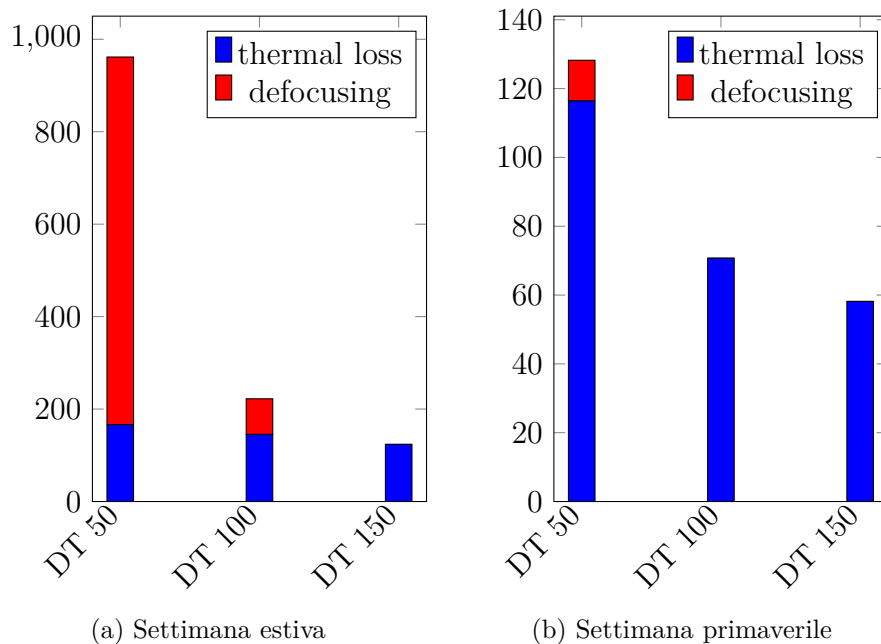 1,000
800
600
400
200
0
thermal loss
defocusing
DT 50
DT 100
DT 150
(a) Settimana estiva
140
120
100
80
60
40
20
0
thermal loss
defocusing
DT 50
DT 100
DT 150
(b) Settimana primaverile